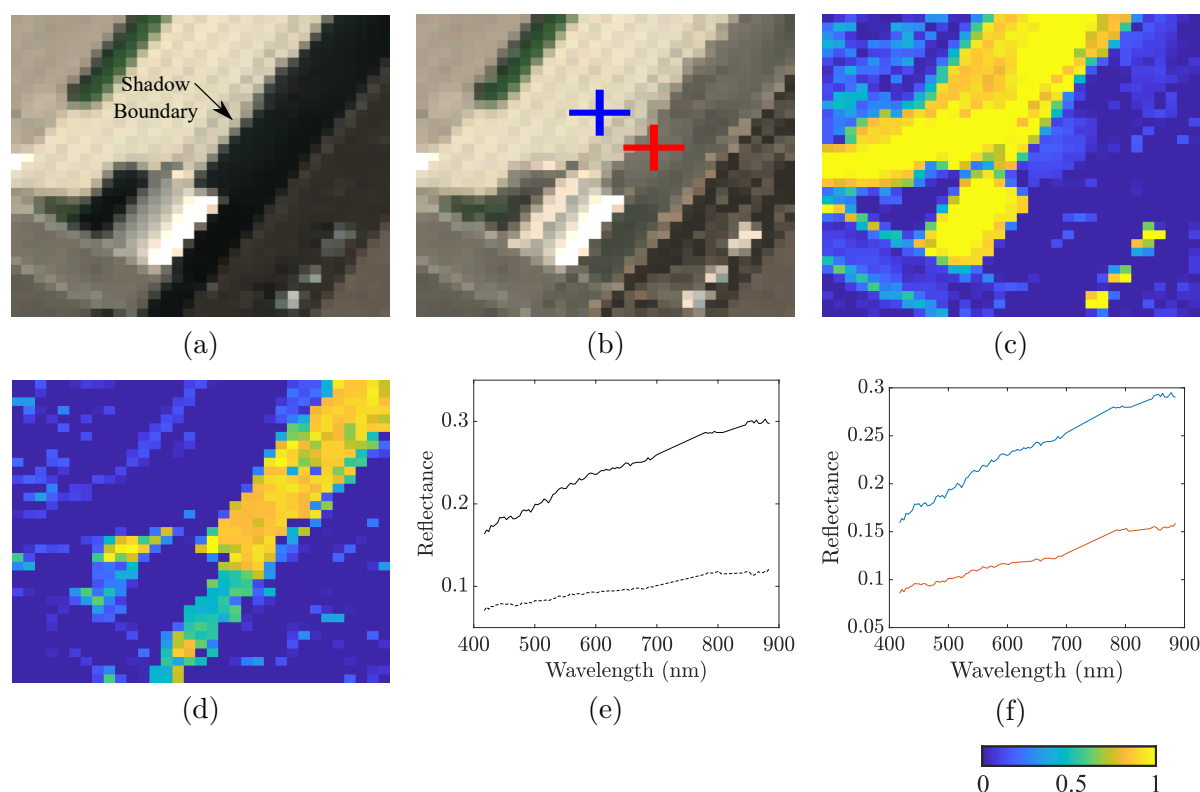 Shadow
Boundary
(a)
(b)
(c)
(d)
0.3
0.2
0.1
Reflectance
400 500 600 700 800 900
Wavelength (nm)
(e)
0.3
0.25
0.2
0.15
0.1
0.05
Reflectance
400 500 600 700 800 900
Wavelength (nm)
(f)
0 0.5 1